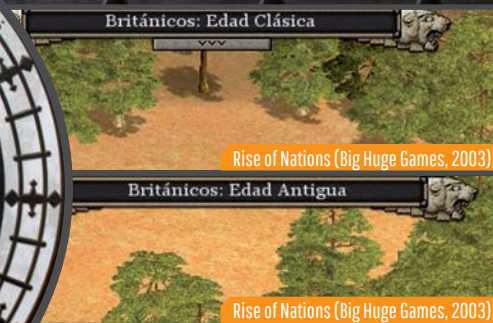 Británicos: Edad Clásica
Rise of Nations (Big Huge Games, 2003)
Británicos: Edad Antigua
Rise of Nations (Big Huge Games, 2003)